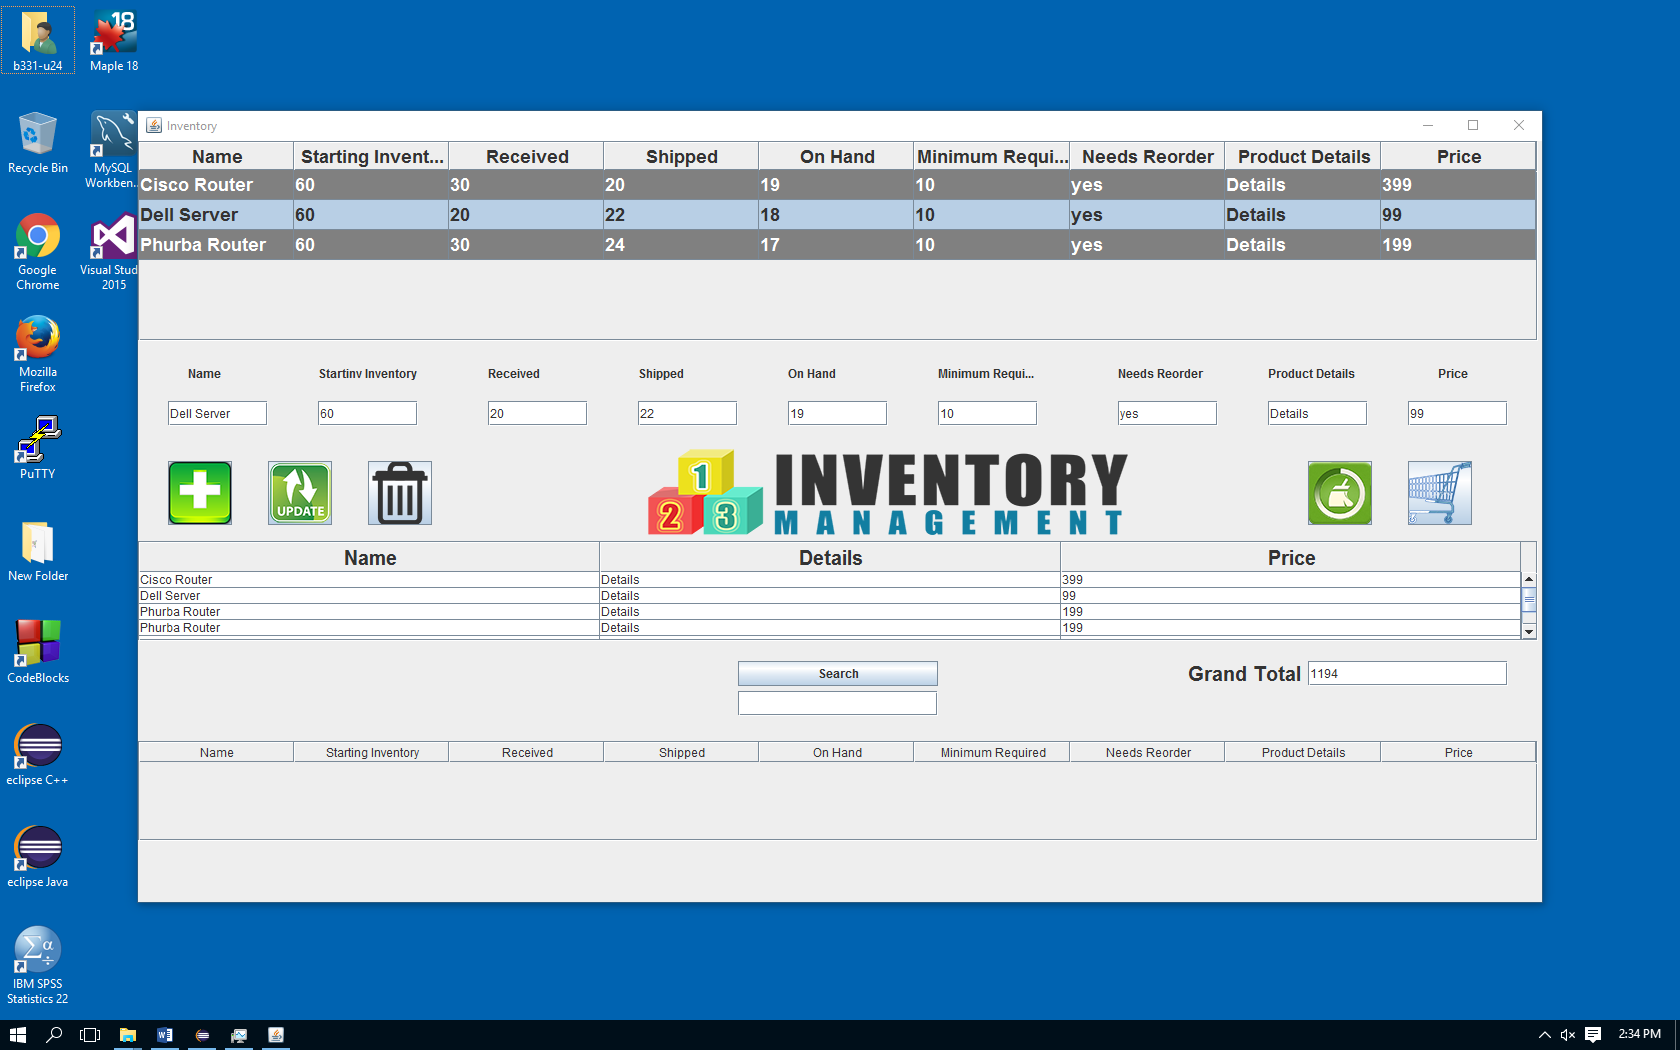 b331-u24
18
Maple 18
Recycle Bin
MySQL
Workben...
Google
Chrome
Visual Stud
2015
Mozilla
Firefox
PuTTY
New Folder
CodeBlocks
eclipse C++
eclipse Java
Σα
÷
IBM SPSS
Statistics 22
Inventory
Name Starting Invent... Received Shipped On Hand Minimum Requi... Needs Reorder Product Details Price
Cisco Router 60 30 20 19 10 yes Details 399
Dell Server 60 20 22 18 10 yes Details 99
Phurba Router 60 30 24 17 10 yes Details 199
Name Startinv Inventory Received Shipped On Hand Minimum Requi... Needs Reorder Product Details Price
Dell Server 60 20 22 19 10 yes Details 99
UPDATE
1
2 3
INVENTORY
MANAGEMENT
Name Details Price
Cisco Router Details 399
Dell Server Details 99
Phurba Router Details 199
Phurba Router Details 199
Search
Grand Total 1194
Name Starting Inventory Received Shipped On Hand Minimum Required Needs Reorder Product Details Price
2:34 PM